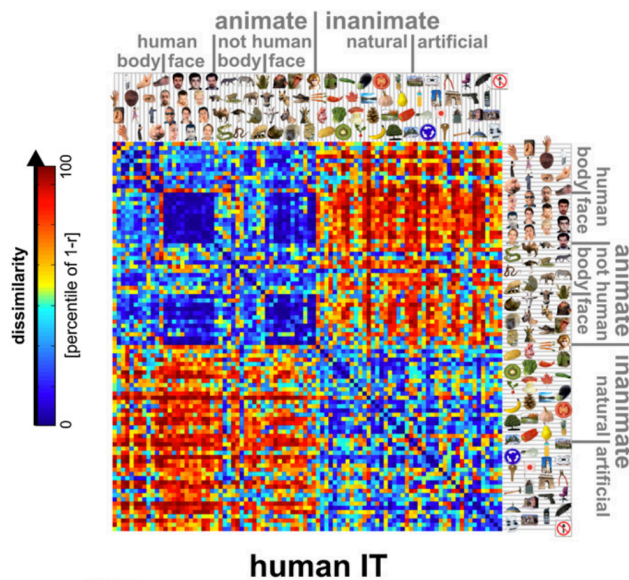 animate inanimate
human not human natural artificial
body face body face
100
dissimilarity
[percentile of 1-r]
0
human
body face
animate
not human
body face
inanimate
natural artificial
human IT